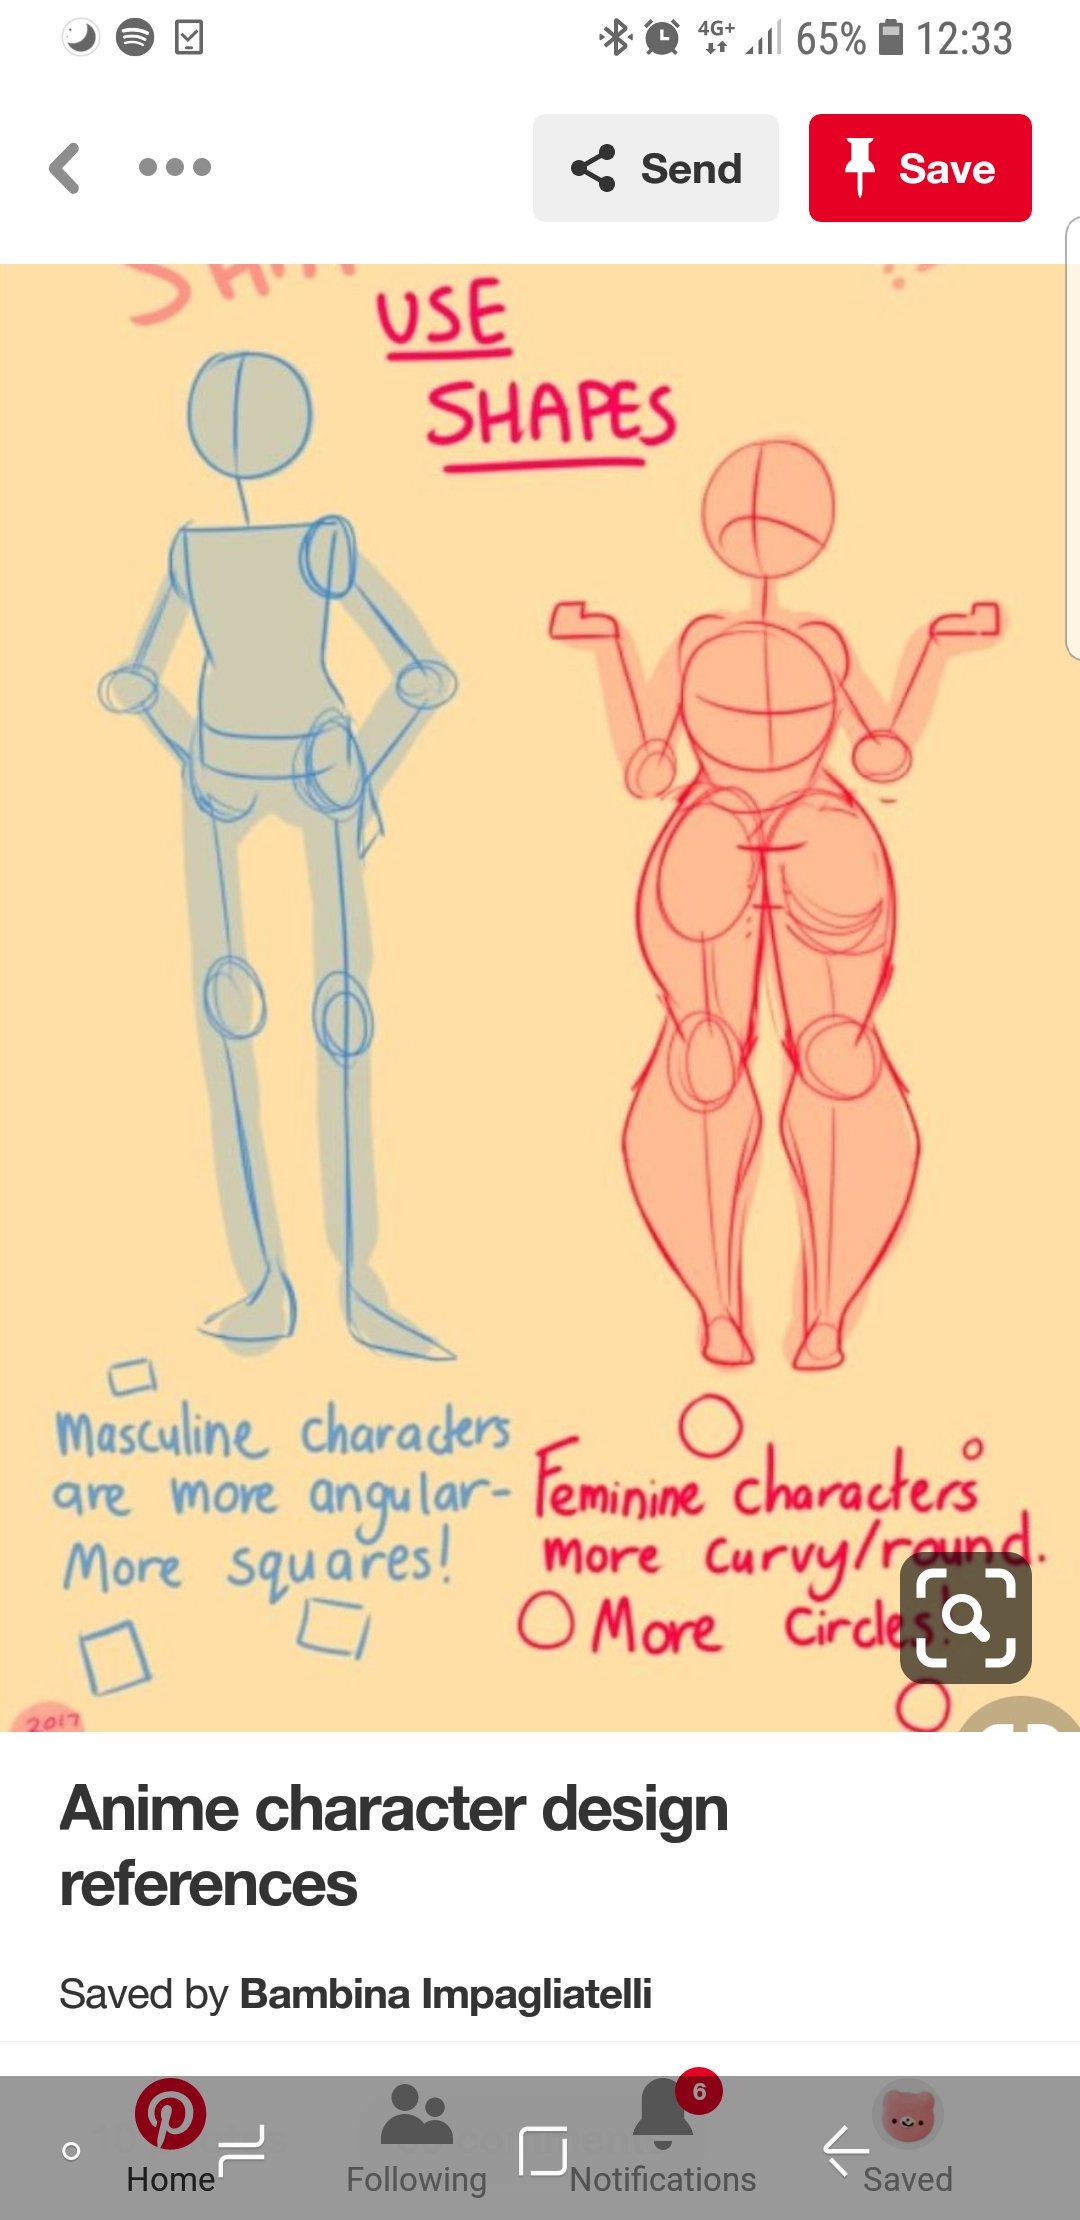 4G+ 65% 12:33
Send Save
USE
SHAPES
Masculine characters
are more angular-
More squares!
Feminine characters
more curvy/round.
More Circles!
2017
Anime character design
references
Saved by Bambina Impagliatelli
6
Home Following Notifications Saved